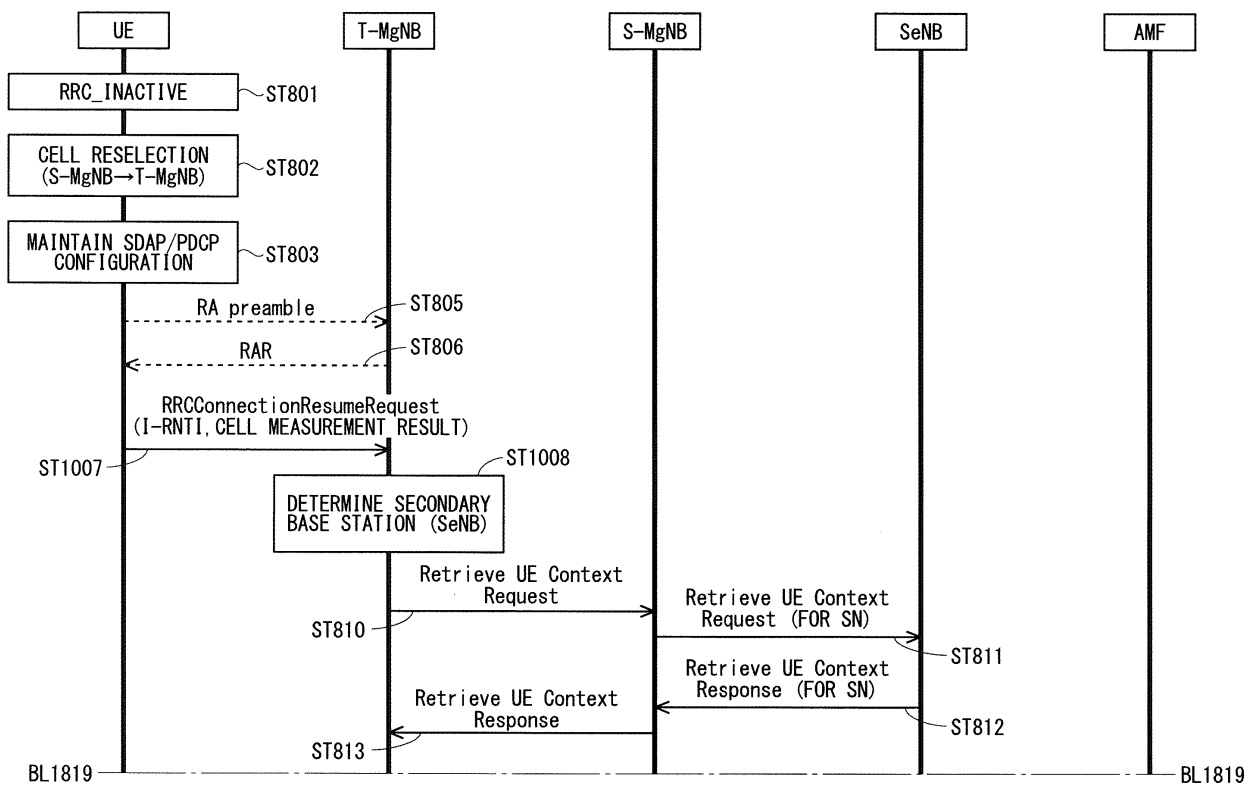 UE
T-MgNB
S-MgNB
SeNB
AMF
RRC_INACTIVE
ST801
CELL RESELECTION
(S-MgNB→T-MgNB)
ST802
MAINTAIN SDAP/PDCP
CONFIGURATION
ST803
RA preamble
ST805
RAR
ST806
RRCConnectionResumeRequest
(I-RNTI, CELL MEASUREMENT RESULT)
ST1007
ST1008
DETERMINE SECONDARY
BASE STATION (SeNB)
Retrieve UE Context
Request
ST810
Retrieve UE Context
Request (FOR SN)
ST811
Retrieve UE Context
Response (FOR SN)
ST812
Retrieve UE Context
Response
ST813
BL1819
BL1819